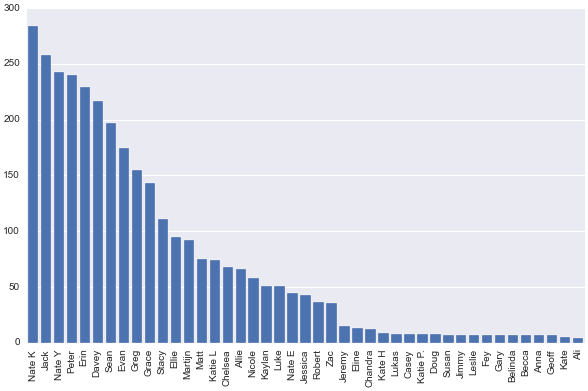 300
250
200
150
100
50
0
Nate K
Jack
Nate Y
Peter
Erin
Davey
Sean
Evan
Greg
Grace
Stacy
Ellie
Martijn
Matt
Katie L
Chelsea
Allie
Nicole
Kaylan
Luke
Nate E
Jessica
Robert
Zac
Jeremy
Eline
Chandra
Kate H
Lukas
Casey
Katie P.
Doug
Susan
Jimmy
Leslie
Fey
Gary
Belinda
Becca
Anna
Geoff
Kate
Ali